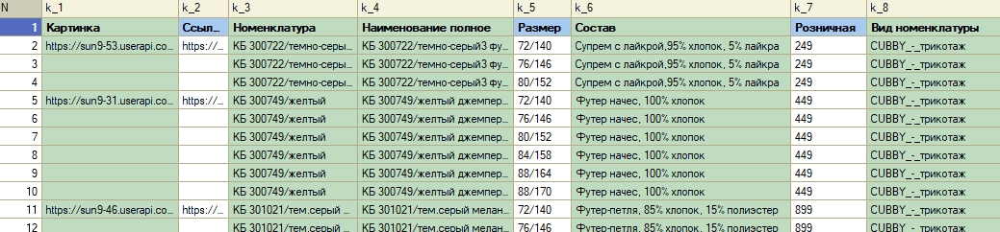 N k_1 k_2 k_3 k_4 k_5 k_6 k_7 k_8
1 Картинка Ссыл... Номенклатура Наименование полное Размер Состав Розничная Вид номенклатуры
2 https://sun9-53.userapi.co... https://... КБ 300722/темно-серы... КБ 300722/темно-серый3 фу... 72/140 Супрем с лайкрой,95% хлопок, 5% лайкра 249 CUBBY_-_трикотаж
3 КБ 300722/темно-серы... КБ 300722/темно-серый3 фу... 76/146 Супрем с лайкрой,95% хлопок, 5% лайкра 249 CUBBY_-_трикотаж
4 КБ 300722/темно-серы... КБ 300722/темно-серый3 фу... 80/152 Супрем с лайкрой,95% хлопок, 5% лайкра 249 CUBBY_-_трикотаж
5 https://sun9-31.userapi.co... https://... КБ 300749/желтый КБ 300749/желтый джемпер... 72/140 Футер начес, 100% хлопок 449 CUBBY_-_трикотаж
6 КБ 300749/желтый КБ 300749/желтый джемпер... 76/146 Футер начес, 100% хлопок 449 CUBBY_-_трикотаж
7 КБ 300749/желтый КБ 300749/желтый джемпер... 80/152 Футер начес, 100% хлопок 449 CUBBY_-_трикотаж
8 КБ 300749/желтый КБ 300749/желтый джемпер... 84/158 Футер начес, 100% хлопок 449 CUBBY_-_трикотаж
9 КБ 300749/желтый КБ 300749/желтый джемпер... 88/164 Футер начес, 100% хлопок 449 CUBBY_-_трикотаж
10 КБ 300749/желтый КБ 300749/желтый джемпер... 88/170 Футер начес, 100% хлопок 449 CUBBY_-_трикотаж
11 https://sun9-46.userapi.co... https://... КБ 301021/тем.серый ... КБ 301021/тем.серый мелан... 72/140 Футер-петля, 85% хлопок, 15% полиэстер 899 CUBBY_-_трикотаж
12 КБ 301021/тем.серый ... КБ 301021/тем.серый мелан... 76/146 Футер-петля, 85% хлопок, 15% полиэстер 899 CUBBY_-_трикотаж